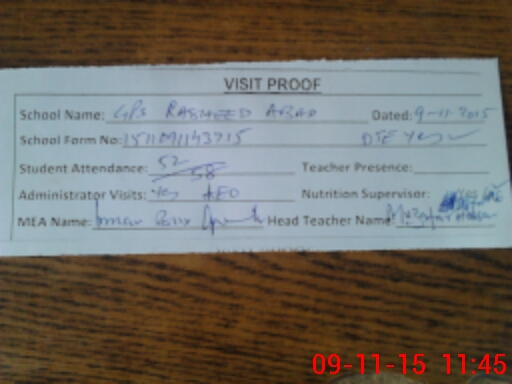 VISIT PROOF
School Name: GPS RASHEED ABAD Dated: 9-11-2015
School Form No: DTE Yes
Student Attendance: 52/58 Teacher Presence:
Administrator Visits: Yes AEO Nutrition Supervisor: Yes
MEA Name: Head Teacher Name:
09-11-15 11:45